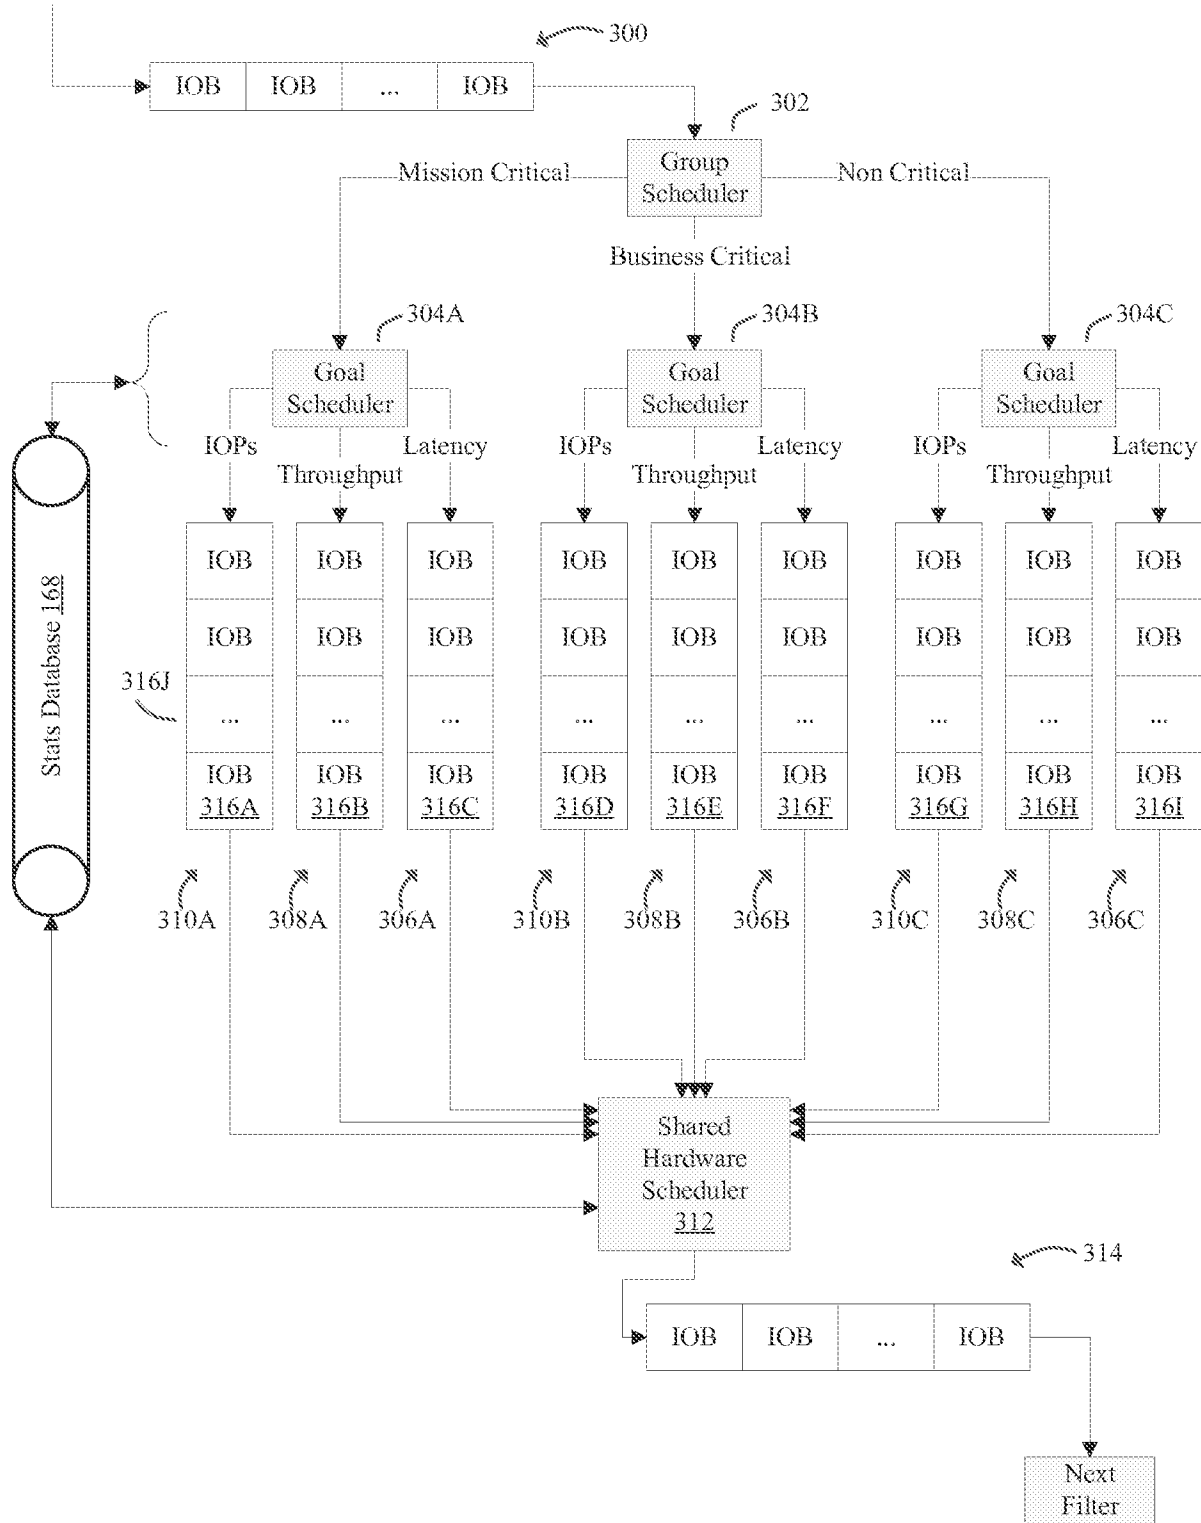 300
IOB IOB ... IOB
302
Group
Scheduler
Mission Critical
Non Critical
Business Critical
304A
304B
304C
Goal
Scheduler
Goal
Scheduler
Goal
Scheduler
IOPs
Latency
Throughput
IOPs
Latency
Throughput
IOPs
Latency
Throughput
Stats Database 168
316J
IOB IOB IOB IOB IOB IOB IOB IOB IOB
IOB IOB IOB IOB IOB IOB IOB IOB IOB
... ... ... ... ... ... ... ... ...
IOB IOB IOB IOB IOB IOB IOB IOB IOB
316A 316B 316C 316D 316E 316F 316G 316H 316I
310A 308A 306A 310B 308B 306B 310C 308C 306C
Shared
Hardware
Scheduler
312
314
IOB IOB ... IOB
Next
Filter